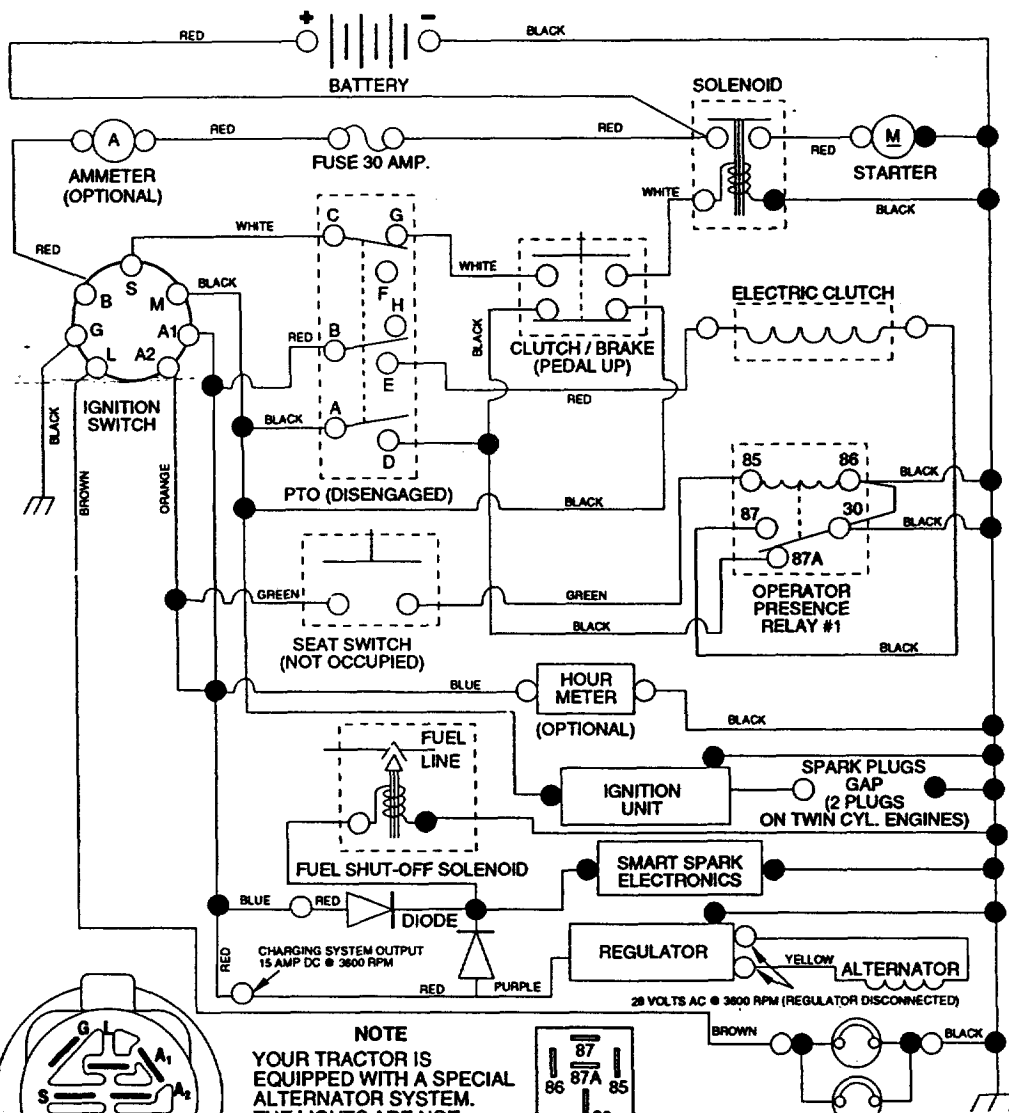 + -
RED BLACK
BATTERY
SOLENOID
A RED RED RED M
FUSE 30 AMP.
AMMETER
(OPTIONAL)
STARTER
WHITE
BLACK
C G
WHITE
RED
S
WHITE
F
BLACK
B M
H
ELECTRIC CLUTCH
G A1
RED B
BLACK
CLUTCH / BRAKE
(PEDAL UP)
L A2
E
RED
IGNITION
SWITCH
BLACK
BLACK A
D
85 86
BLACK
BROWN
ORANGE
PTO (DISENGAGED)
BLACK
87 30
BLACK
87A
GREEN GREEN
OPERATOR
PRESENCE
RELAY #1
BLACK
BLACK
SEAT SWITCH
(NOT OCCUPIED)
BLUE
HOUR
METER
(OPTIONAL)
BLACK
FUEL
LINE
IGNITION
UNIT
SPARK PLUGS
GAP
(2 PLUGS
ON TWIN CYL. ENGINES)
FUEL SHUT-OFF SOLENOID
SMART SPARK
ELECTRONICS
BLUE RED
DIODE
REGULATOR
RED
CHARGING SYSTEM OUTPUT
15 AMP DC @ 3600 RPM
YELLOW
ALTERNATOR
RED PURPLE
28 VOLTS AC @ 3600 RPM (REGULATOR DISCONNECTED)
BROWN BLACK
G L
A1
S
A2
NOTE
YOUR TRACTOR IS
EQUIPPED WITH A SPECIAL
ALTERNATOR SYSTEM.
87
87A
86 85